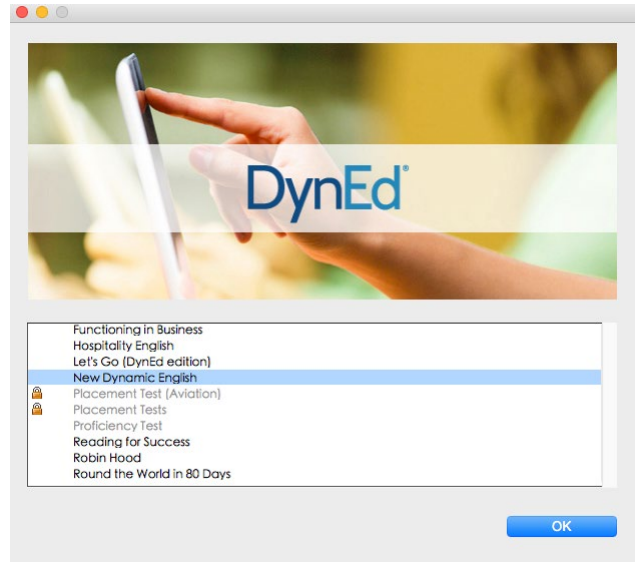 DynEd®
Functioning in Business
Hospitality English
Let's Go (DynEd edition)
New Dynamic English
Placement Test (Aviation)
Placement Tests
Proficiency Test
Reading for Success
Robin Hood
Round the World in 80 Days
OK